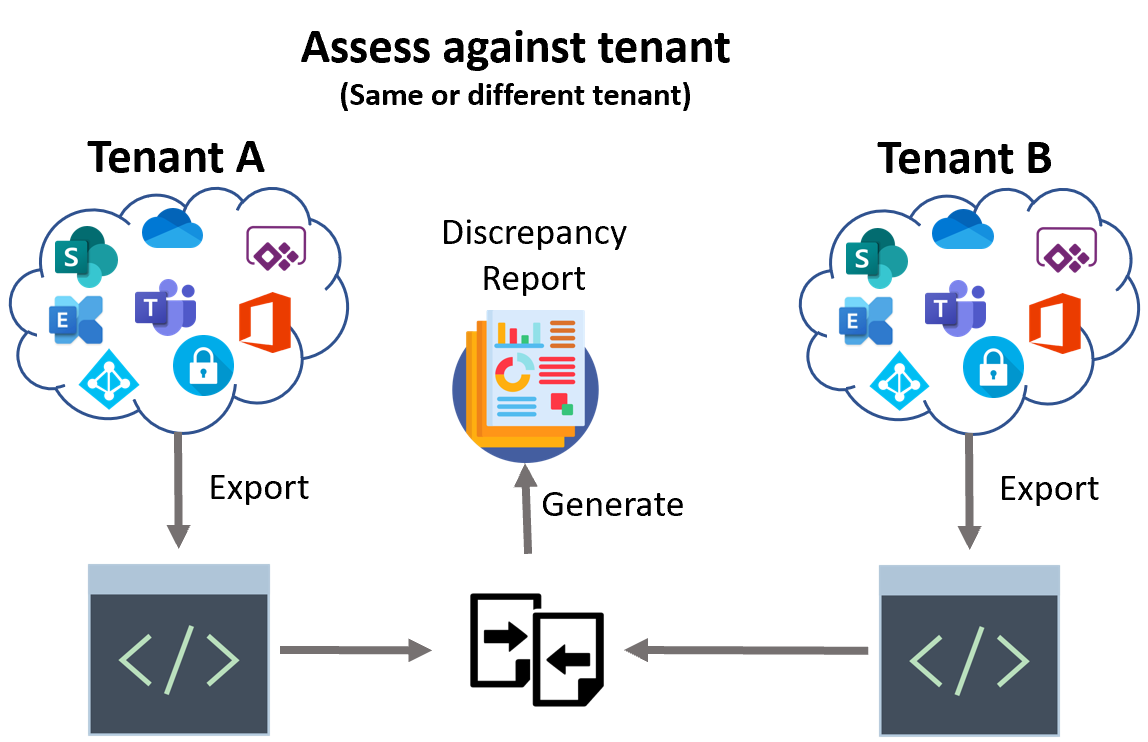 Assess against tenant
(Same or different tenant)
Tenant A
Tenant B
S
E
T
S
E
T
Discrepancy
Report
Export
Generate
Export
</>
</>